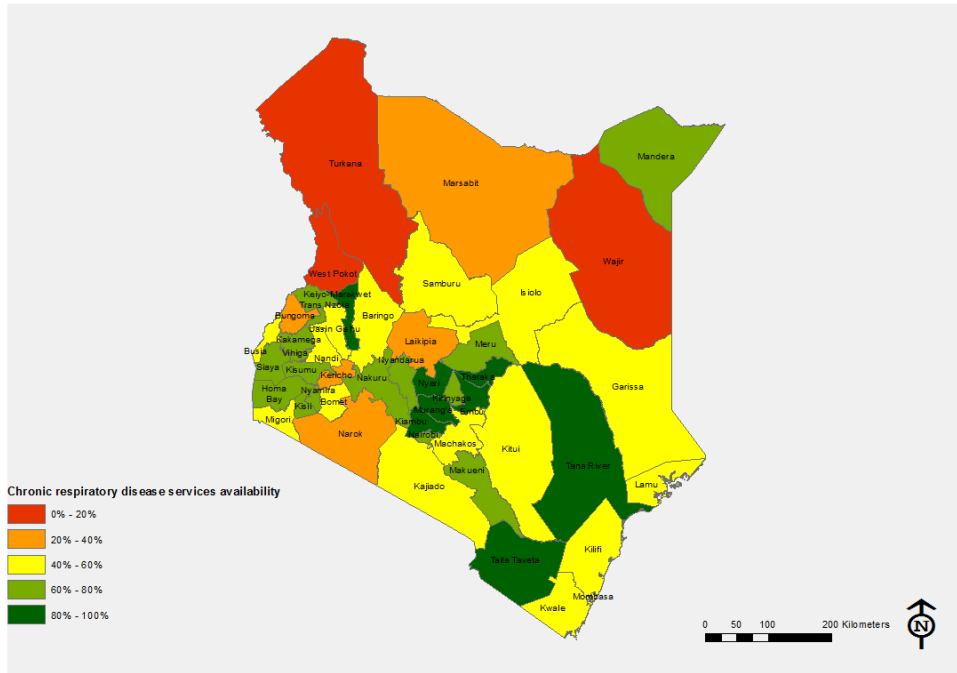 Turkana
Marsabit
Mandera
Wajir
West Pokot
Samburu
Isiolo
Keiyo-Marakwet
Trans Nzoia
Baringo
Bungoma
Uasin Gishu
Laikipia
Meru
Kakamega
Busia
Vihiga
Nandi
Nyandarua
Siaya
Kisumu
Kericho
Nakuru
Nyeri
Tharaka
Garissa
Homa
Bay
Nyamira
Kirinyaga
Kisii
Bomet
Murang'a
Embu
Migori
Kiambu
Narok
Nairobi
Machakos
Kitui
Tana River
Makueni
Kajiado
Lamu
Chronic respiratory disease services availability
0% - 20%
20% - 40%
40% - 60%
60% - 80%
80% - 100%
Kilifi
Taita Taveta
Mombasa
Kwale
0 50 100 200 Kilometers
N